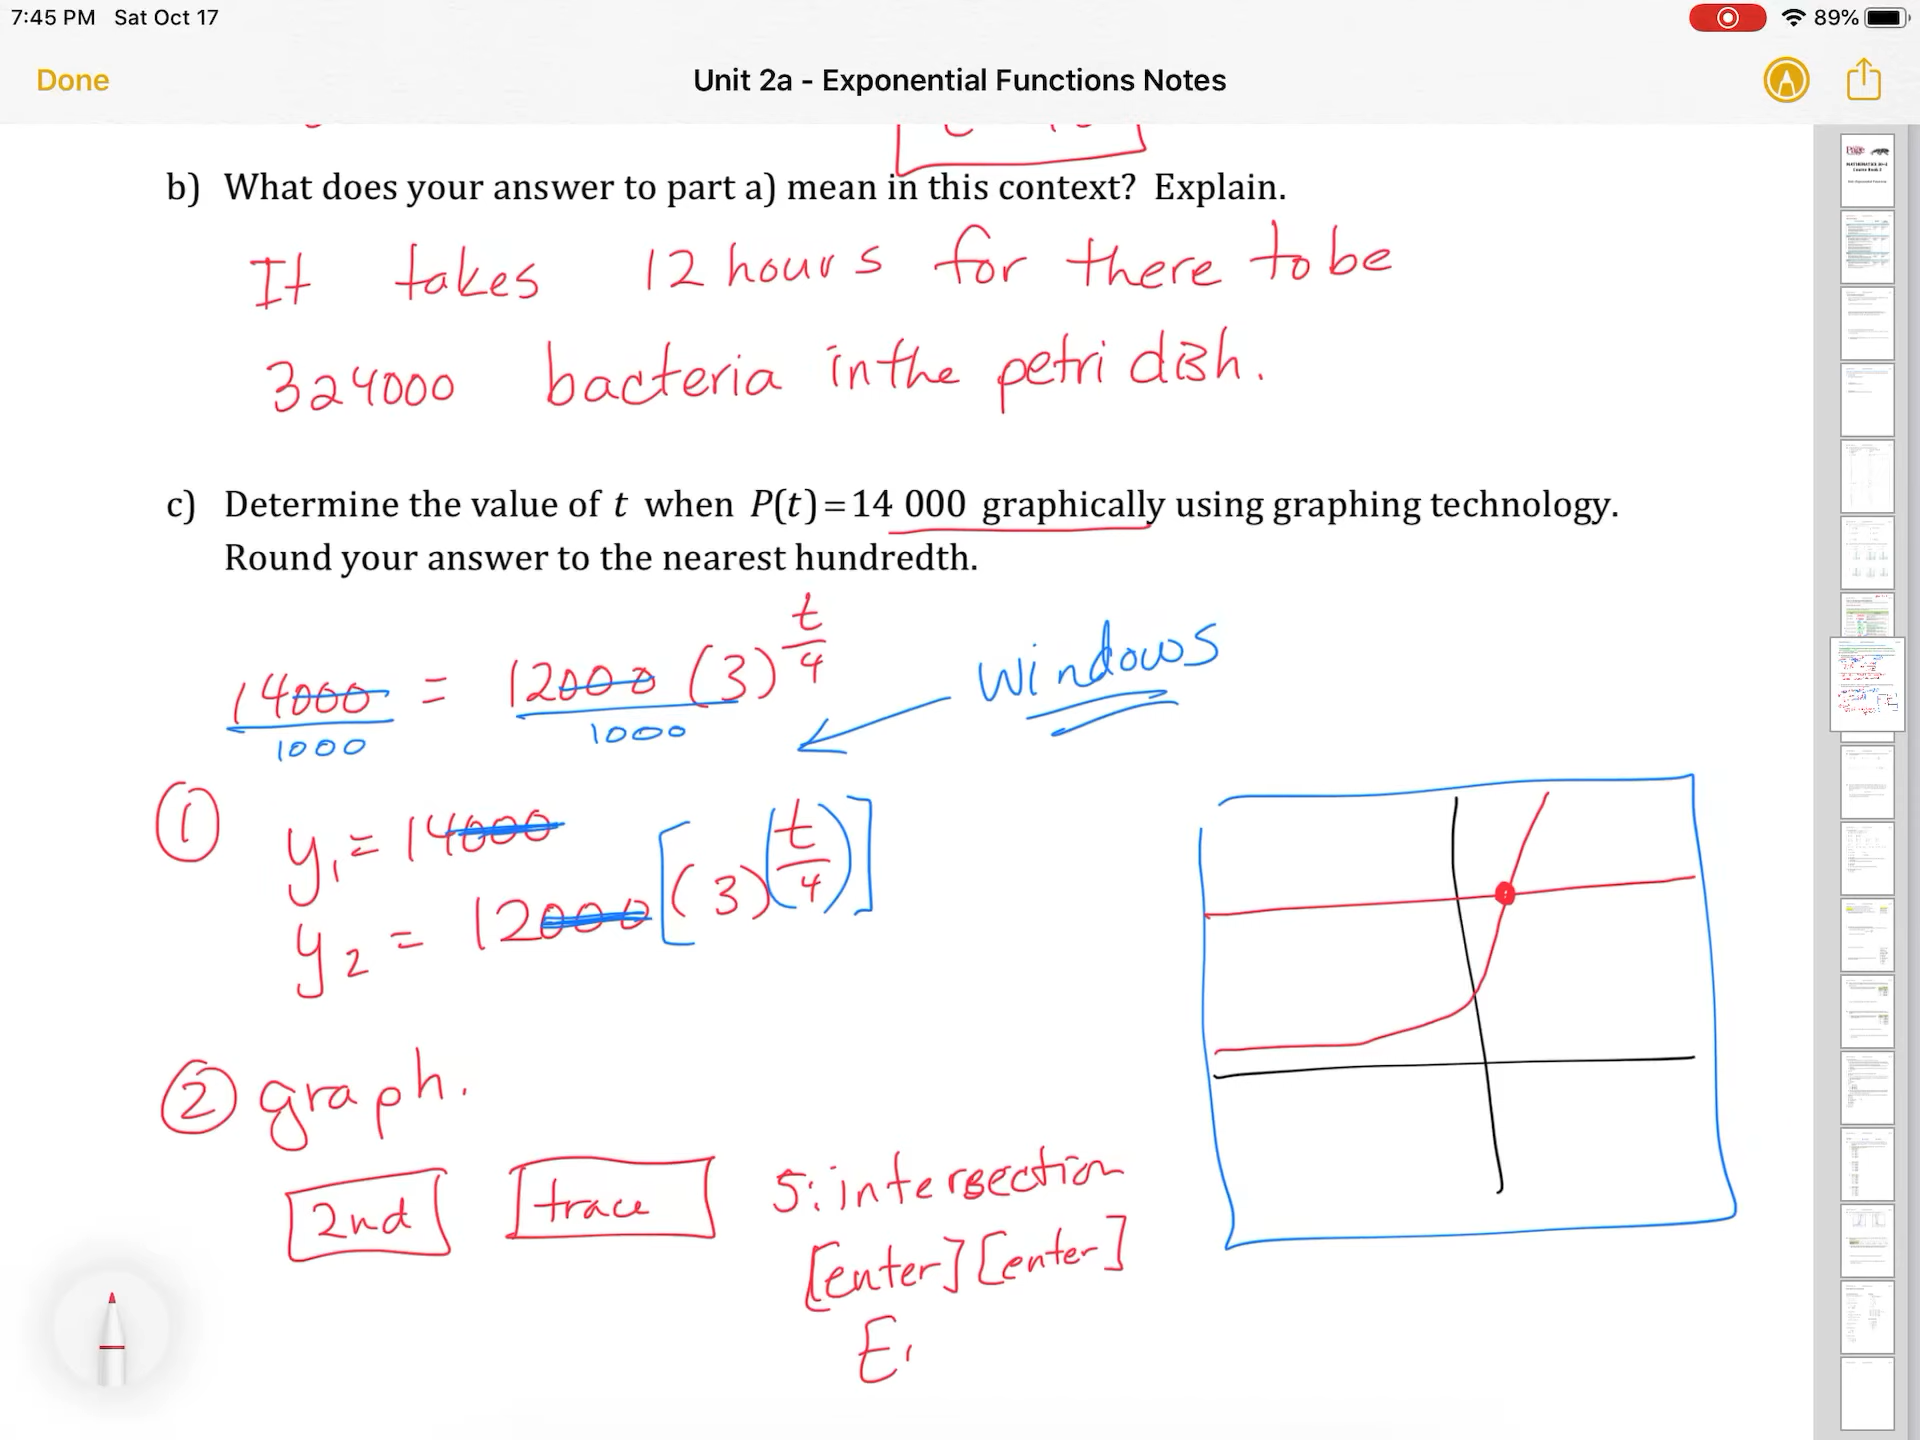 7:45 PM Sat Oct 17
89%
Done
Unit 2a - Exponential Functions Notes
b) What does your answer to part a) mean in this context? Explain.
It takes 12 hours for there to be
324000 bacteria in the petri dish.
c) Determine the value of t when P(t)=14 000 graphically using graphing technology.
Round your answer to the nearest hundredth.
14000/1000 = 12000/1000 (3)^(t/4)
windows
① y₁ = 14000
y₂ = 12000[(3)^(t/4)]
② graph.
2nd trace 5: intersection
[enter][enter]
E